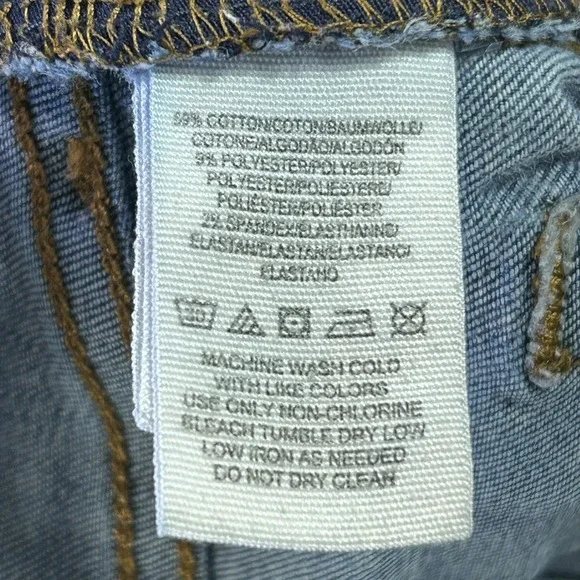 89% COTTON/COTON/BAUMWOLLE/
COTONE/ALGODÃO/ALGODÓN
9% POLYESTER/POLYESTER/
POLYESTER/POLIESTERE/
POLIÉSTER/POLIESTER
2% SPANDEX/ELASTHANNE/
ELASTAN/ELASTAN/ELASTANO/
ELASTANO
30
MACHINE WASH COLD
WITH LIKE COLORS
USE ONLY NON-CHLORINE
BLEACH TUMBLE DRY LOW
LOW IRON AS NEEDED
DO NOT DRY CLEAN